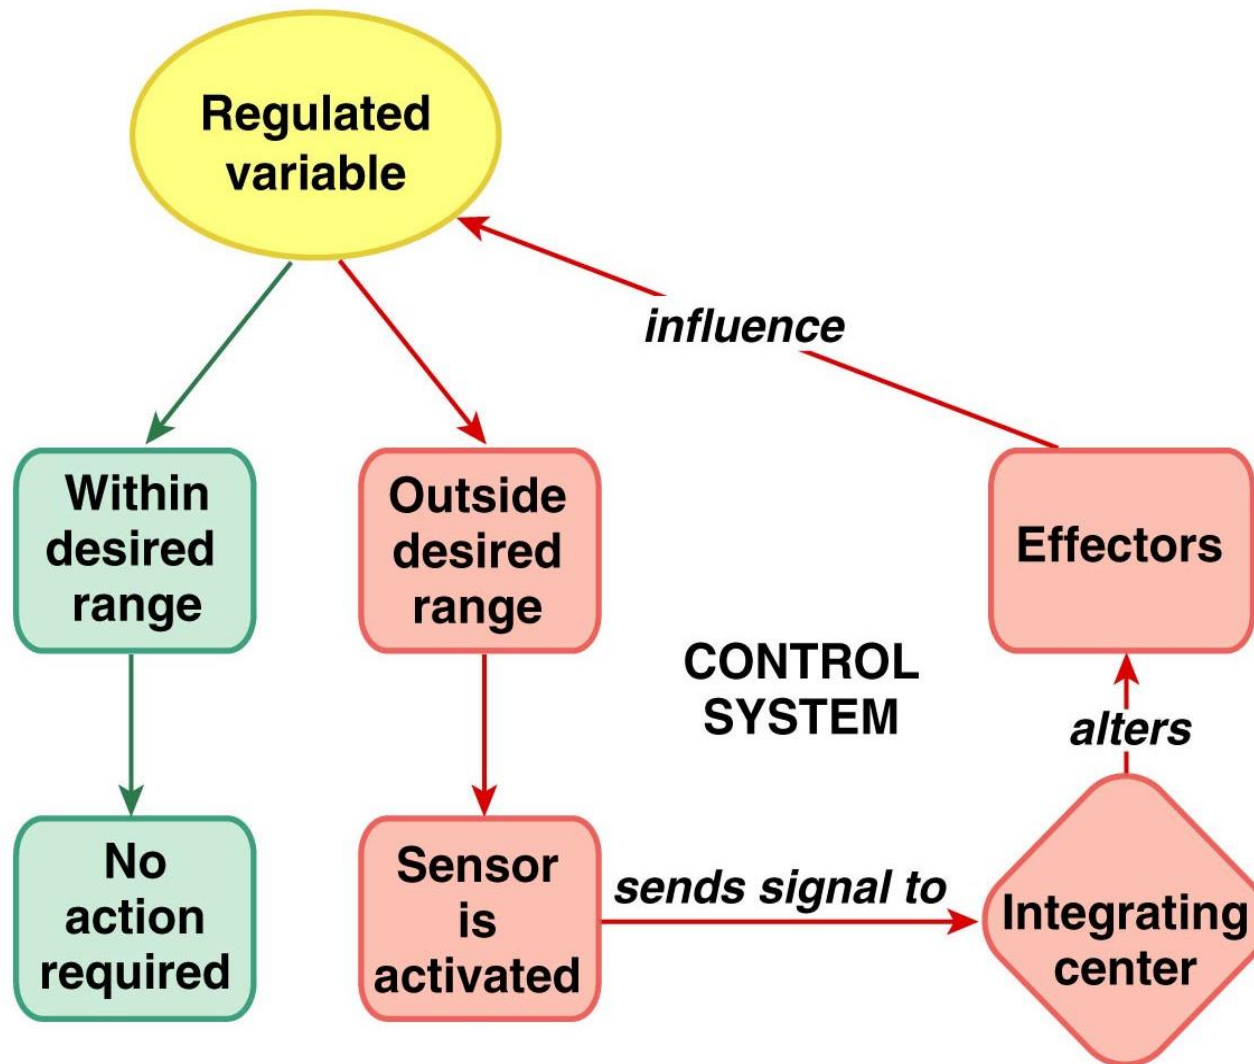 Regulated
variable
influence
Within
desired
range
Outside
desired
range
Effectors
CONTROL
SYSTEM
alters
No
action
required
Sensor
is
activated
sends signal to
Integrating
center